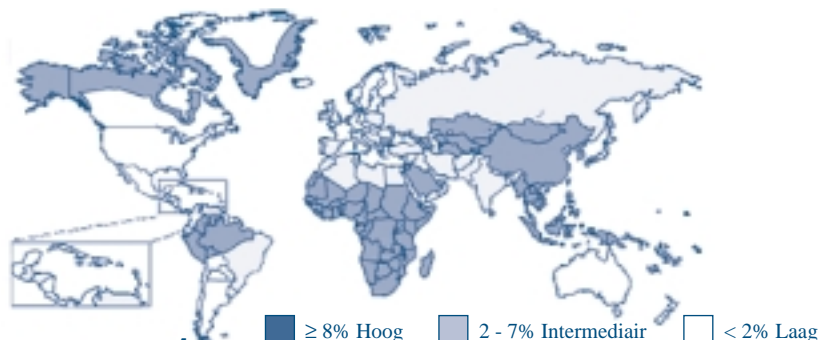 ≥ 8% Hoog 2 - 7% Intermediair < 2% Laag